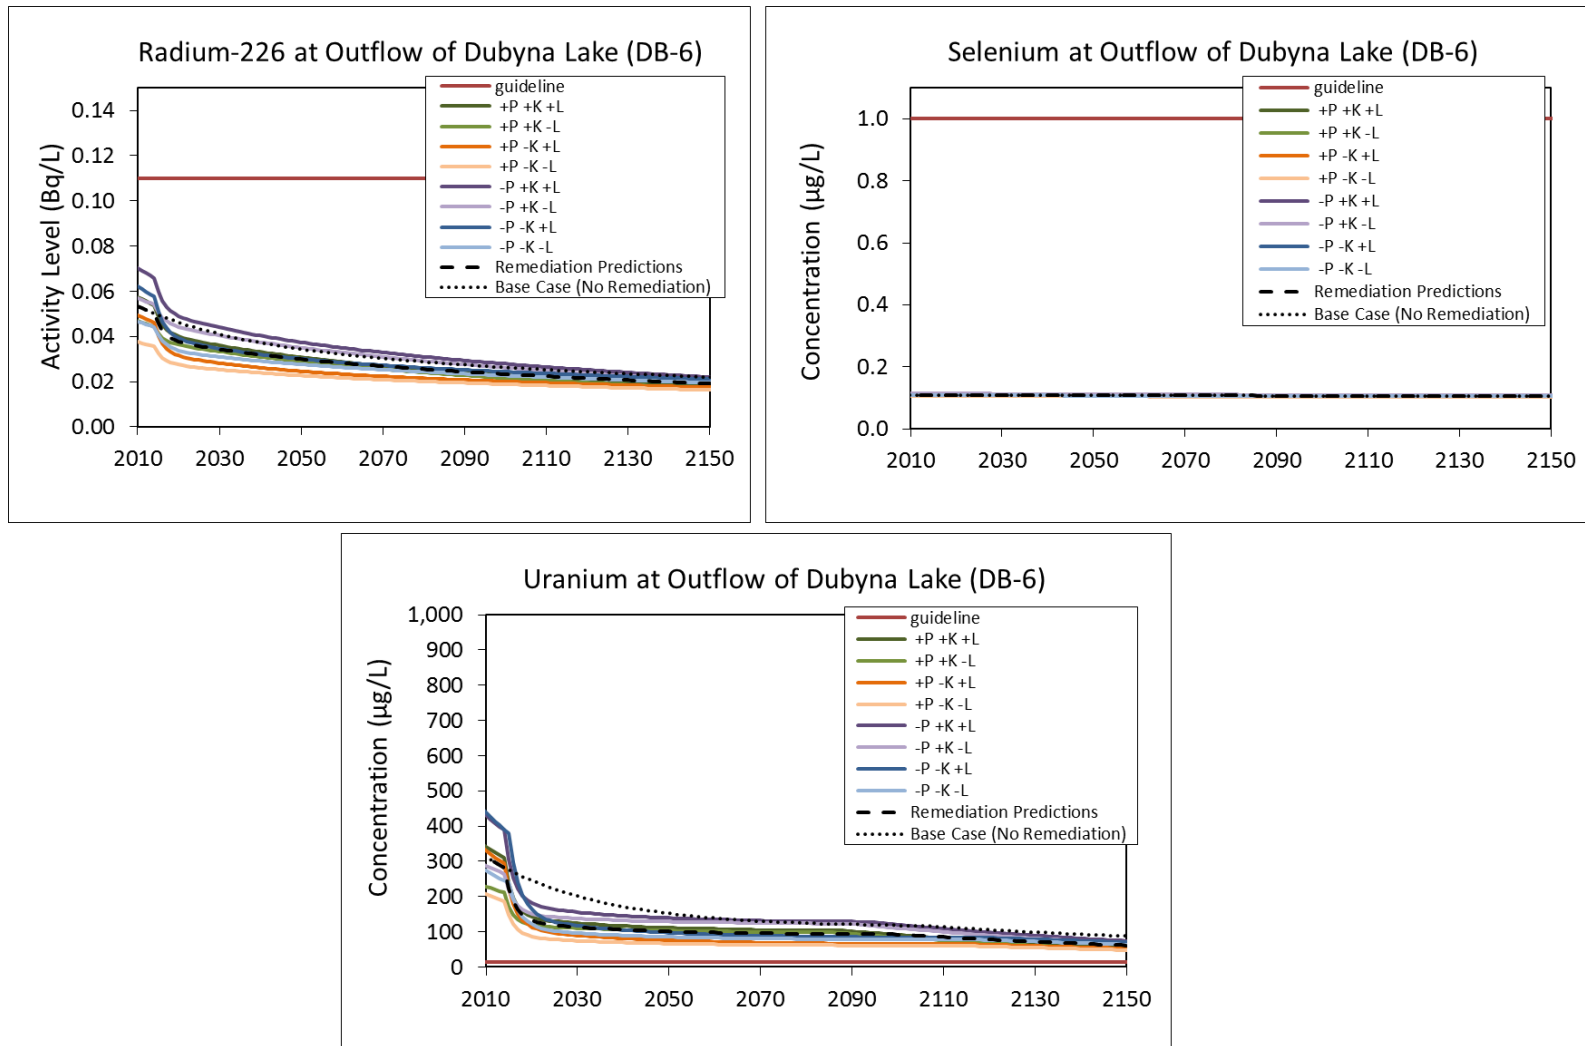 Radium-226 at Outflow of Dubyna Lake (DB-6)
Activity Level (Bq/L)
0.14
0.12
0.10
0.08
0.06
0.04
0.02
0.00
2010 2030 2050 2070 2090 2110 2130 2150
guideline
+P +K +L
+P +K -L
+P -K +L
+P -K -L
-P +K +L
-P +K -L
-P -K +L
-P -K -L
Remediation Predictions
Base Case (No Remediation)
Selenium at Outflow of Dubyna Lake (DB-6)
Concentration (µg/L)
1.0
0.8
0.6
0.4
0.2
0.0
2010 2030 2050 2070 2090 2110 2130 2150
guideline
+P +K +L
+P +K -L
+P -K +L
+P -K -L
-P +K +L
-P +K -L
-P -K +L
-P -K -L
Remediation Predictions
Base Case (No Remediation)
Uranium at Outflow of Dubyna Lake (DB-6)
Concentration (µg/L)
1,000
900
800
700
600
500
400
300
200
100
0
2010 2030 2050 2070 2090 2110 2130 2150
guideline
+P +K +L
+P +K -L
+P -K +L
+P -K -L
-P +K +L
-P +K -L
-P -K +L
-P -K -L
Remediation Predictions
Base Case (No Remediation)